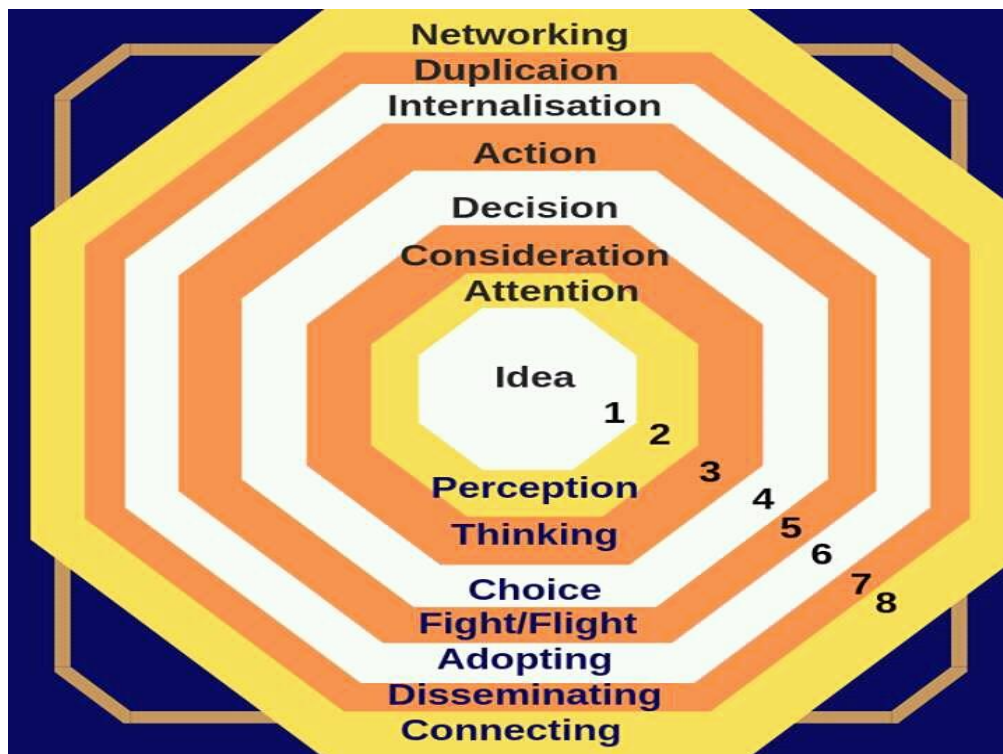 Networking
Duplicaion
Internalisation
Action
Decision
Consideration
Attention
Idea
1
2
3
Perception
4
Thinking
5
6
Choice
7
8
Fight/Flight
Adopting
Disseminating
Connecting